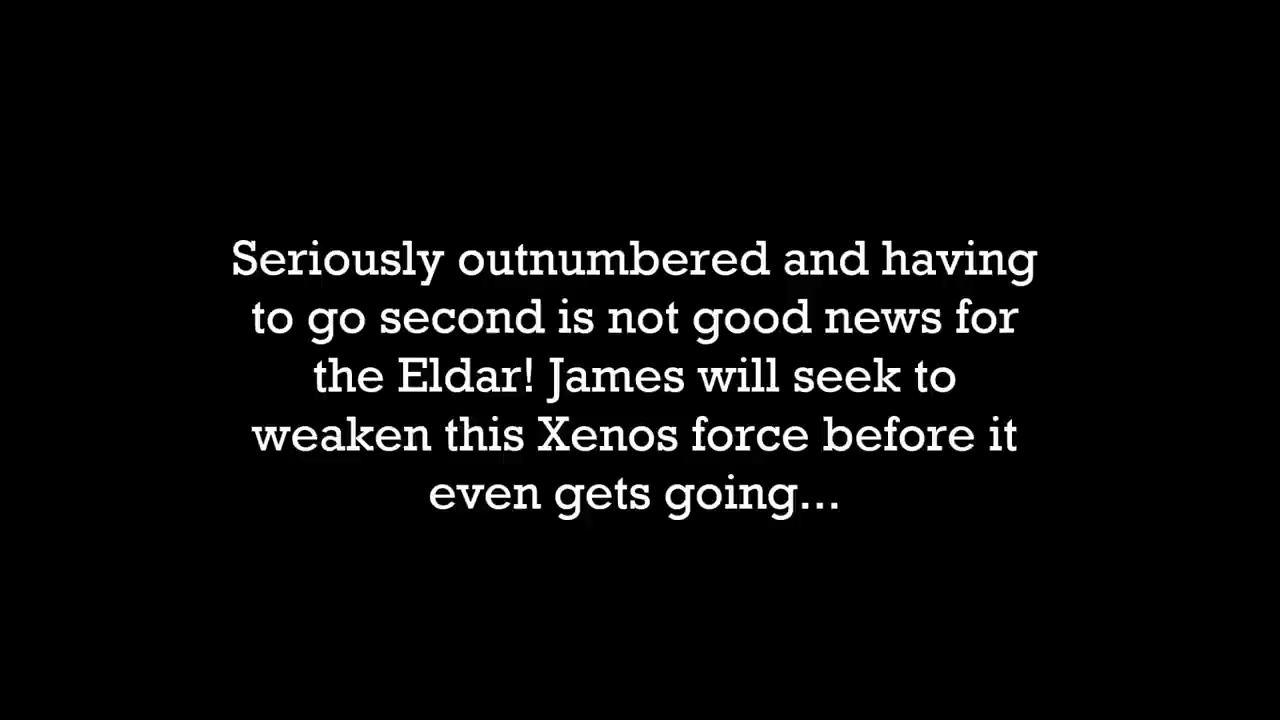 Seriously outnumbered and having
to go second is not good news for
the Eldar! James will seek to
weaken this Xenos force before it
even gets going...